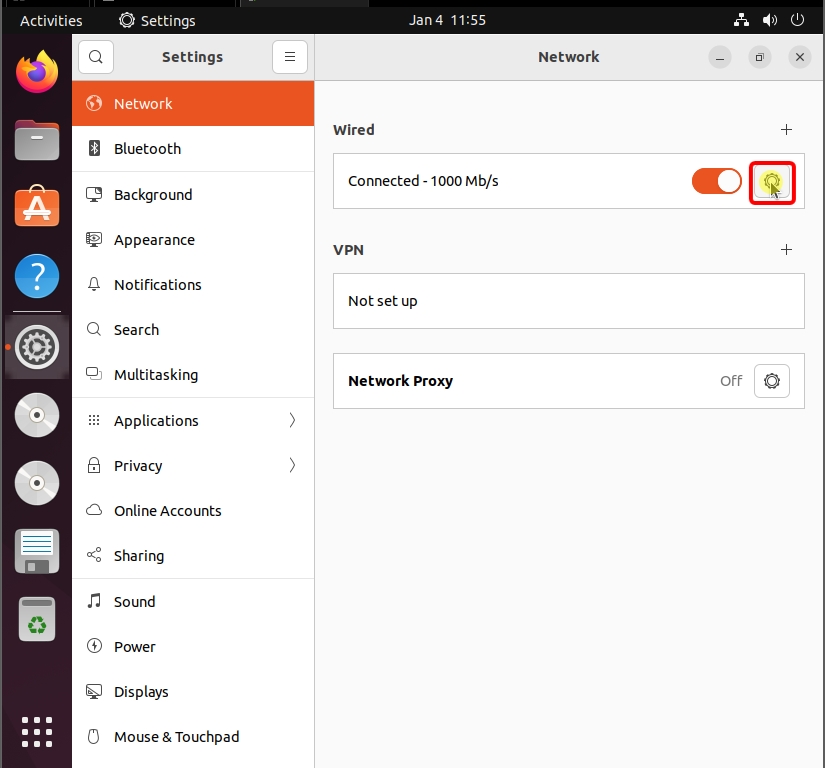 Activities
Settings
Jan 4 11:55
Settings
Network
Network
Bluetooth
Background
Appearance
Notifications
Search
Multitasking
Applications
Privacy
Online Accounts
Sharing
Sound
Power
Displays
Mouse & Touchpad
Wired
Connected - 1000 Mb/s
VPN
Not set up
Network Proxy
Off